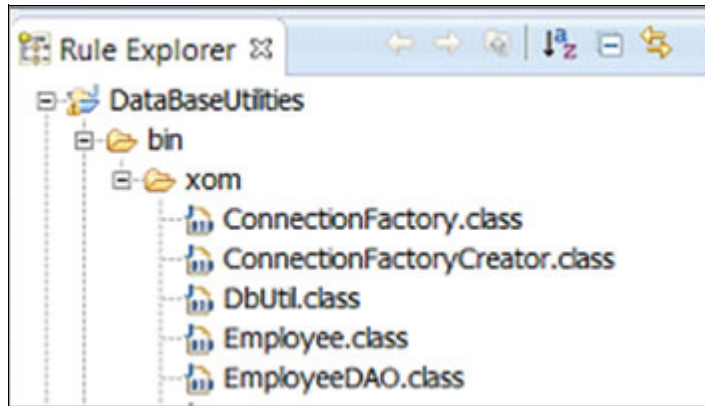 Rule Explorer
DataBaseUtilities
bin
xom
ConnectionFactory.class
ConnectionFactoryCreator.class
DbUtil.class
Employee.class
EmployeeDAO.class